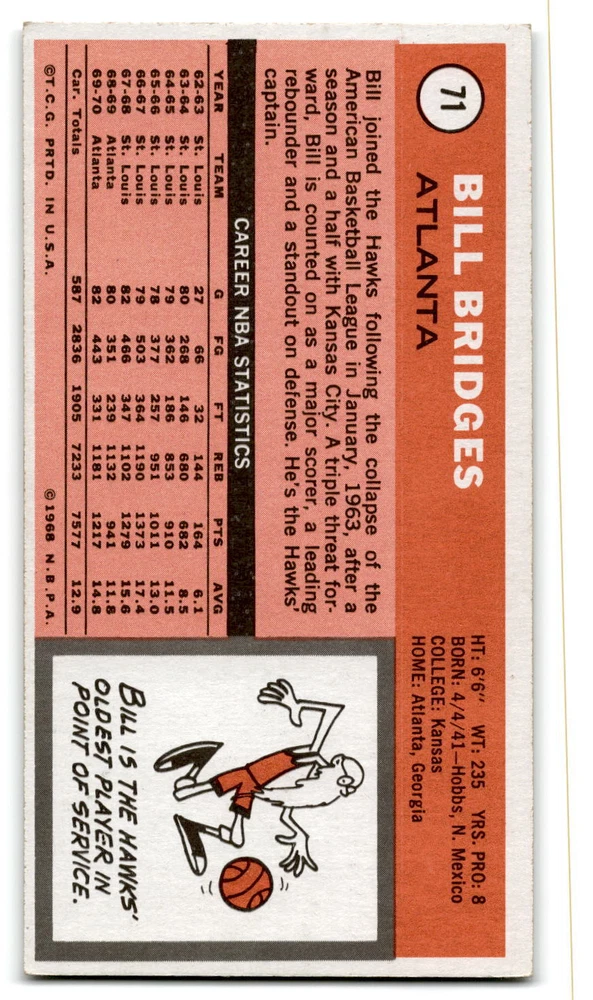 71
BILL BRIDGES
ATLANTA
HT: 6'6" WT: 235 YRS. PRO: 8
BORN: 4/4/41—Hobbs, N. Mexico
COLLEGE: Kansas
HOME: Atlanta, Georgia
Bill joined the Hawks following the collapse of the
American Basketball League in January, 1963, after a
season and a half with Kansas City. A triple threat for-
ward, Bill is counted on as a major scorer, a leading
rebounder and a standout on defense. He's the Hawks'
captain.
CAREER NBA STATISTICS
YEAR TEAM G FG FT REB PTS AVG
62-63 St. Louis 27 66 32 144 164 6.1
63-64 St. Louis 80 268 146 680 682 8.5
64-65 St. Louis 79 362 186 853 910 11.5
65-66 St. Louis 78 377 257 951 1011 13.0
66-67 St. Louis 79 503 364 1190 1373 17.4
67-68 St. Louis 82 466 347 1102 1279 15.6
68-69 Atlanta 80 351 239 1132 941 11.8
69-70 Atlanta 82 443 331 1181 1217 14.8
Car. Totals 587 2836 1905 7233 7577 12.9
©T.C.G. PRTD. IN U.S.A. ©1968 N.B.P.A.
BILL IS THE HAWKS'
OLDEST PLAYER IN
POINT OF SERVICE.